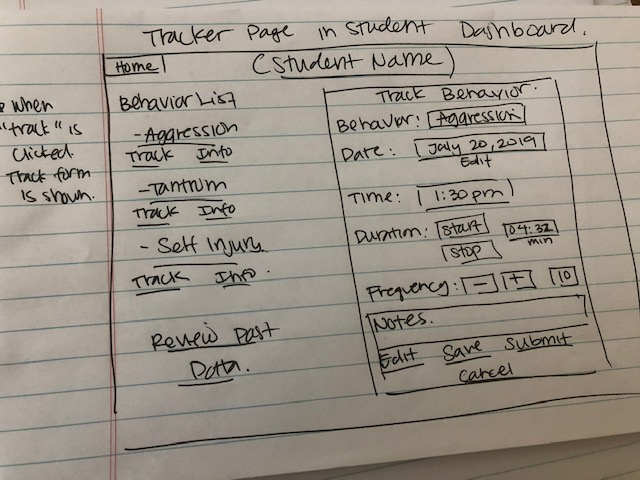 Tracker Page in Student Dashboard.
Home
(Student Name)
when
"track" is
clicked
Track form
is shown.
Behavior List
- Aggression
Track Info
- Tantrum
Track Info
- Self Injury
Track Info.
Review Past
Data.
Track Behavior.
Behavior: Aggression
Date: July 20, 2019
Edit
Time: 1:30 pm
Duration: Start 04:32
min
Stop
Frequency: - + 10
Notes.
Edit Save Submit
Cancel